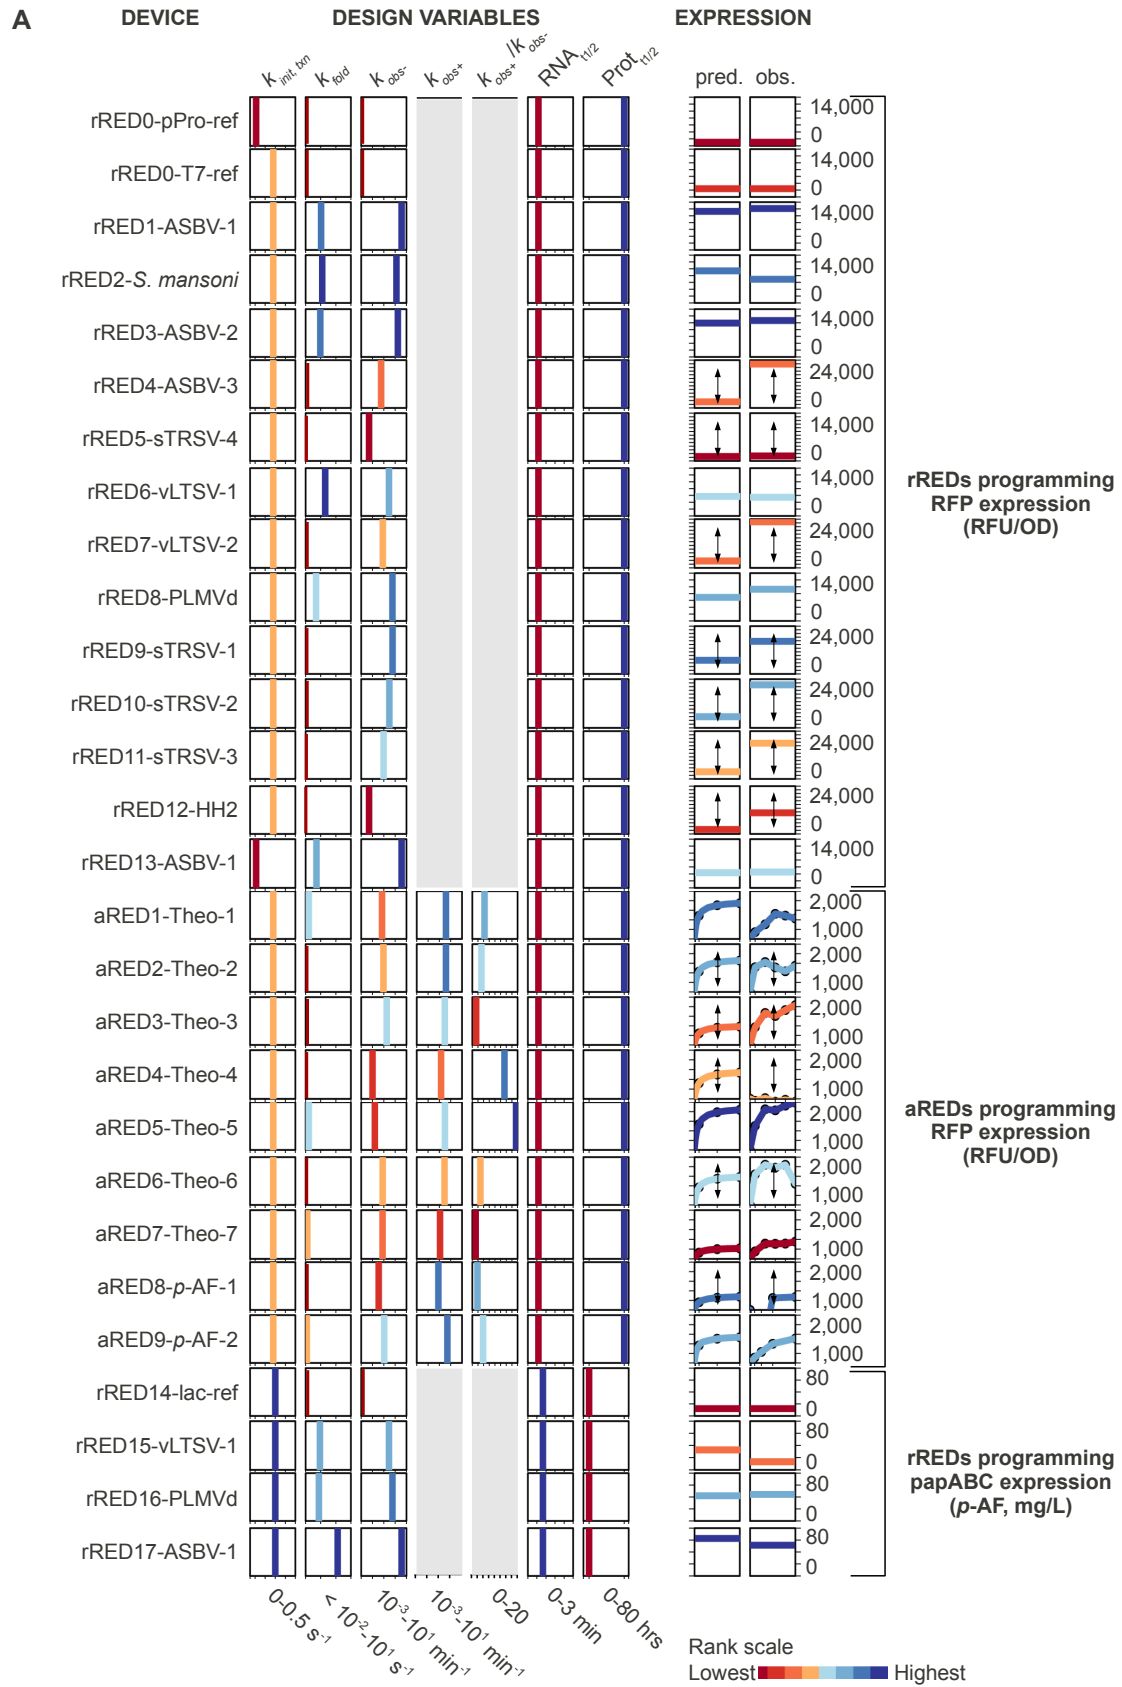 A
DEVICE DESIGN VARIABLES EXPRESSION
k init, txn k fold k obs- k obs+ k obs+ /k obs- RNA t1/2 Prot t1/2 pred. obs.
rRED0-pPro-ref 14,000 0
rRED0-T7-ref 14,000 0
rRED1-ASBV-1 14,000 0
rRED2-S. mansoni 14,000 0
rRED3-ASBV-2 14,000 0
rRED4-ASBV-3 24,000 0
rRED5-sTRSV-4 14,000 0
rRED6-vLTSV-1 14,000 0
rRED7-vLTSV-2 24,000 0
rRED8-PLMVd 14,000 0
rRED9-sTRSV-1 24,000 0
rRED10-sTRSV-2 24,000 0
rRED11-sTRSV-3 24,000 0
rRED12-HH2 24,000 0
rRED13-ASBV-1 14,000 0
rREDs programming
RFP expression
(RFU/OD)
aRED1-Theo-1 2,000 1,000
aRED2-Theo-2 2,000 1,000
aRED3-Theo-3 2,000 1,000
aRED4-Theo-4 2,000 1,000
aRED5-Theo-5 2,000 1,000
aRED6-Theo-6 2,000 1,000
aRED7-Theo-7 2,000 1,000
aRED8-p-AF-1 2,000 1,000
aRED9-p-AF-2 2,000 1,000
aREDs programming
RFP expression
(RFU/OD)
rRED14-lac-ref 80 0
rRED15-vLTSV-1 80 0
rRED16-PLMVd 80 0
rRED17-ASBV-1 80 0
rREDs programming
papABC expression
(p-AF, mg/L)
0-0.5 s-1 < 10-2-101 s-1 10-3-101 min-1 10-3-101 min-1 0-20 0-3 min 0-80 hrs
Rank scale
Lowest Highest